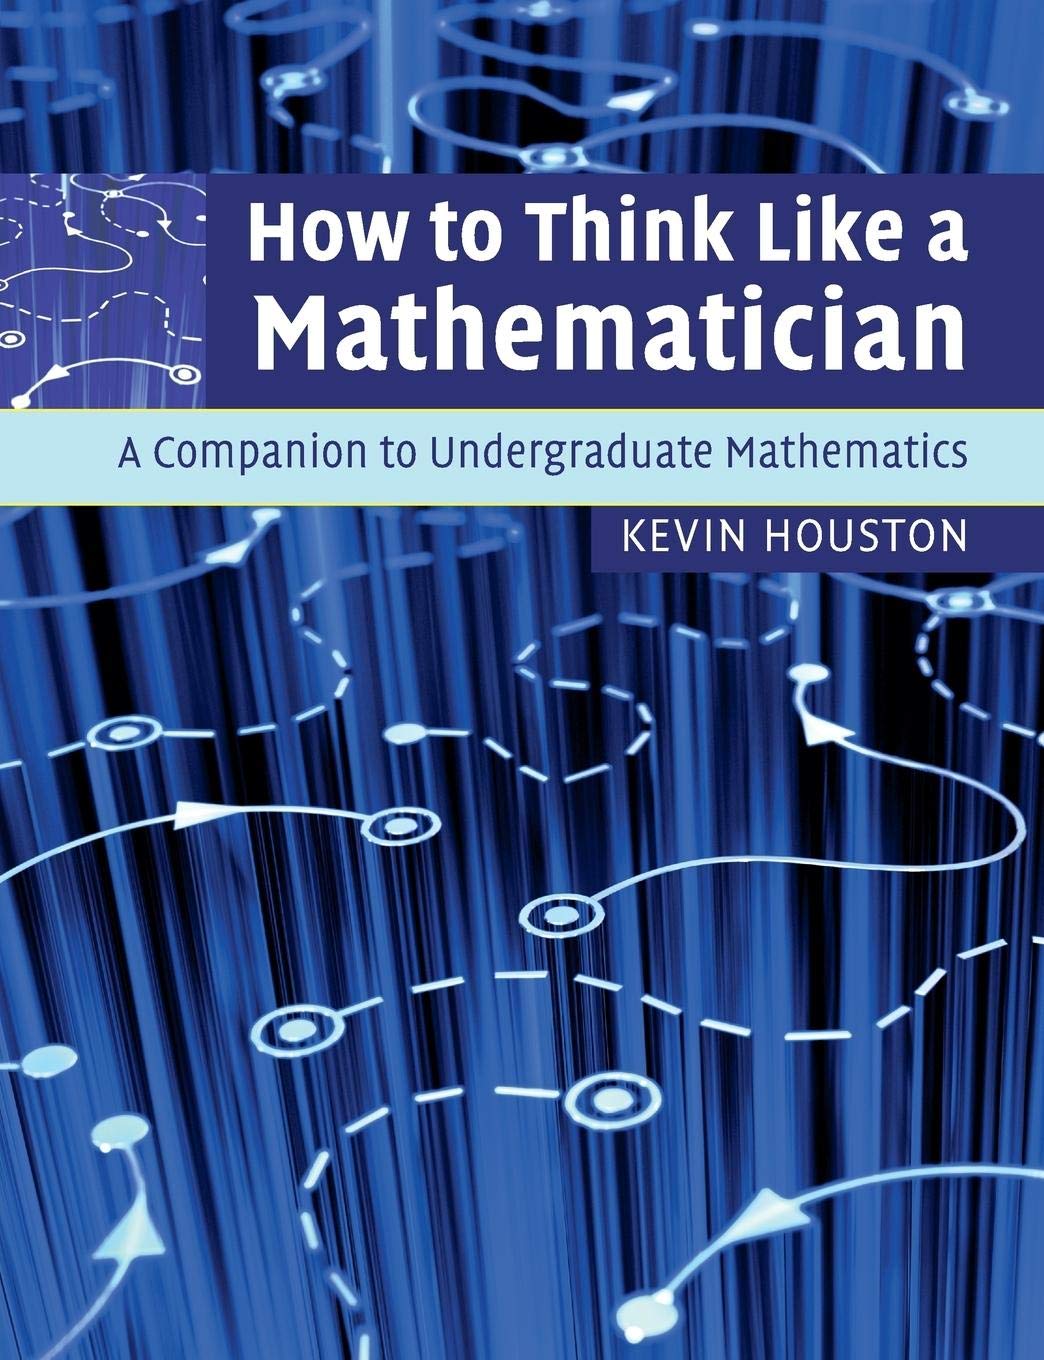 How to Think Like a
Mathematician
A Companion to Undergraduate Mathematics
KEVIN HOUSTON